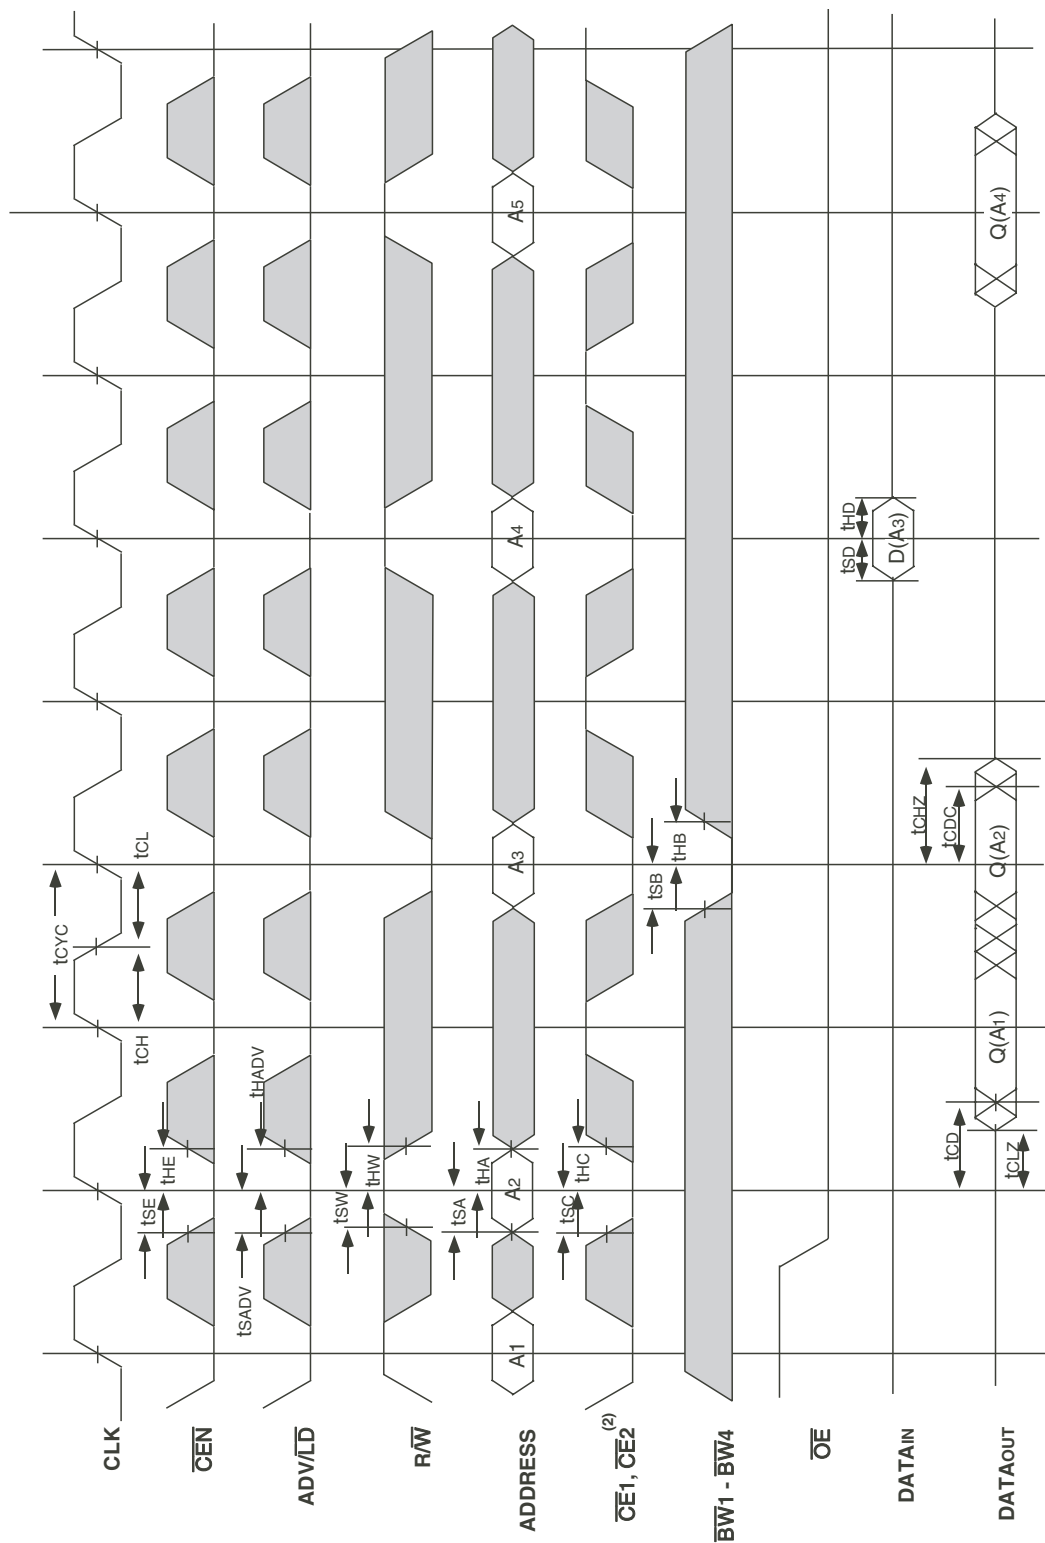 tCYC
tCH
tCL
CLK
tSE
tHE
CEN
tSADV
tHADV
ADV/LD
tSW
tHW
R/W
tSA
tHA
ADDRESS
A1
A2
A3
A4
A5
tSC
tHC
CE1, CE2 (2)
tSB
tHB
BW1 - BW4
OE
tSD
tHD
DATAIN
D(A3)
tCD
tCLZ
tCHZ
tCDC
DATAOUT
Q(A1)
Q(A2)
Q(A4)